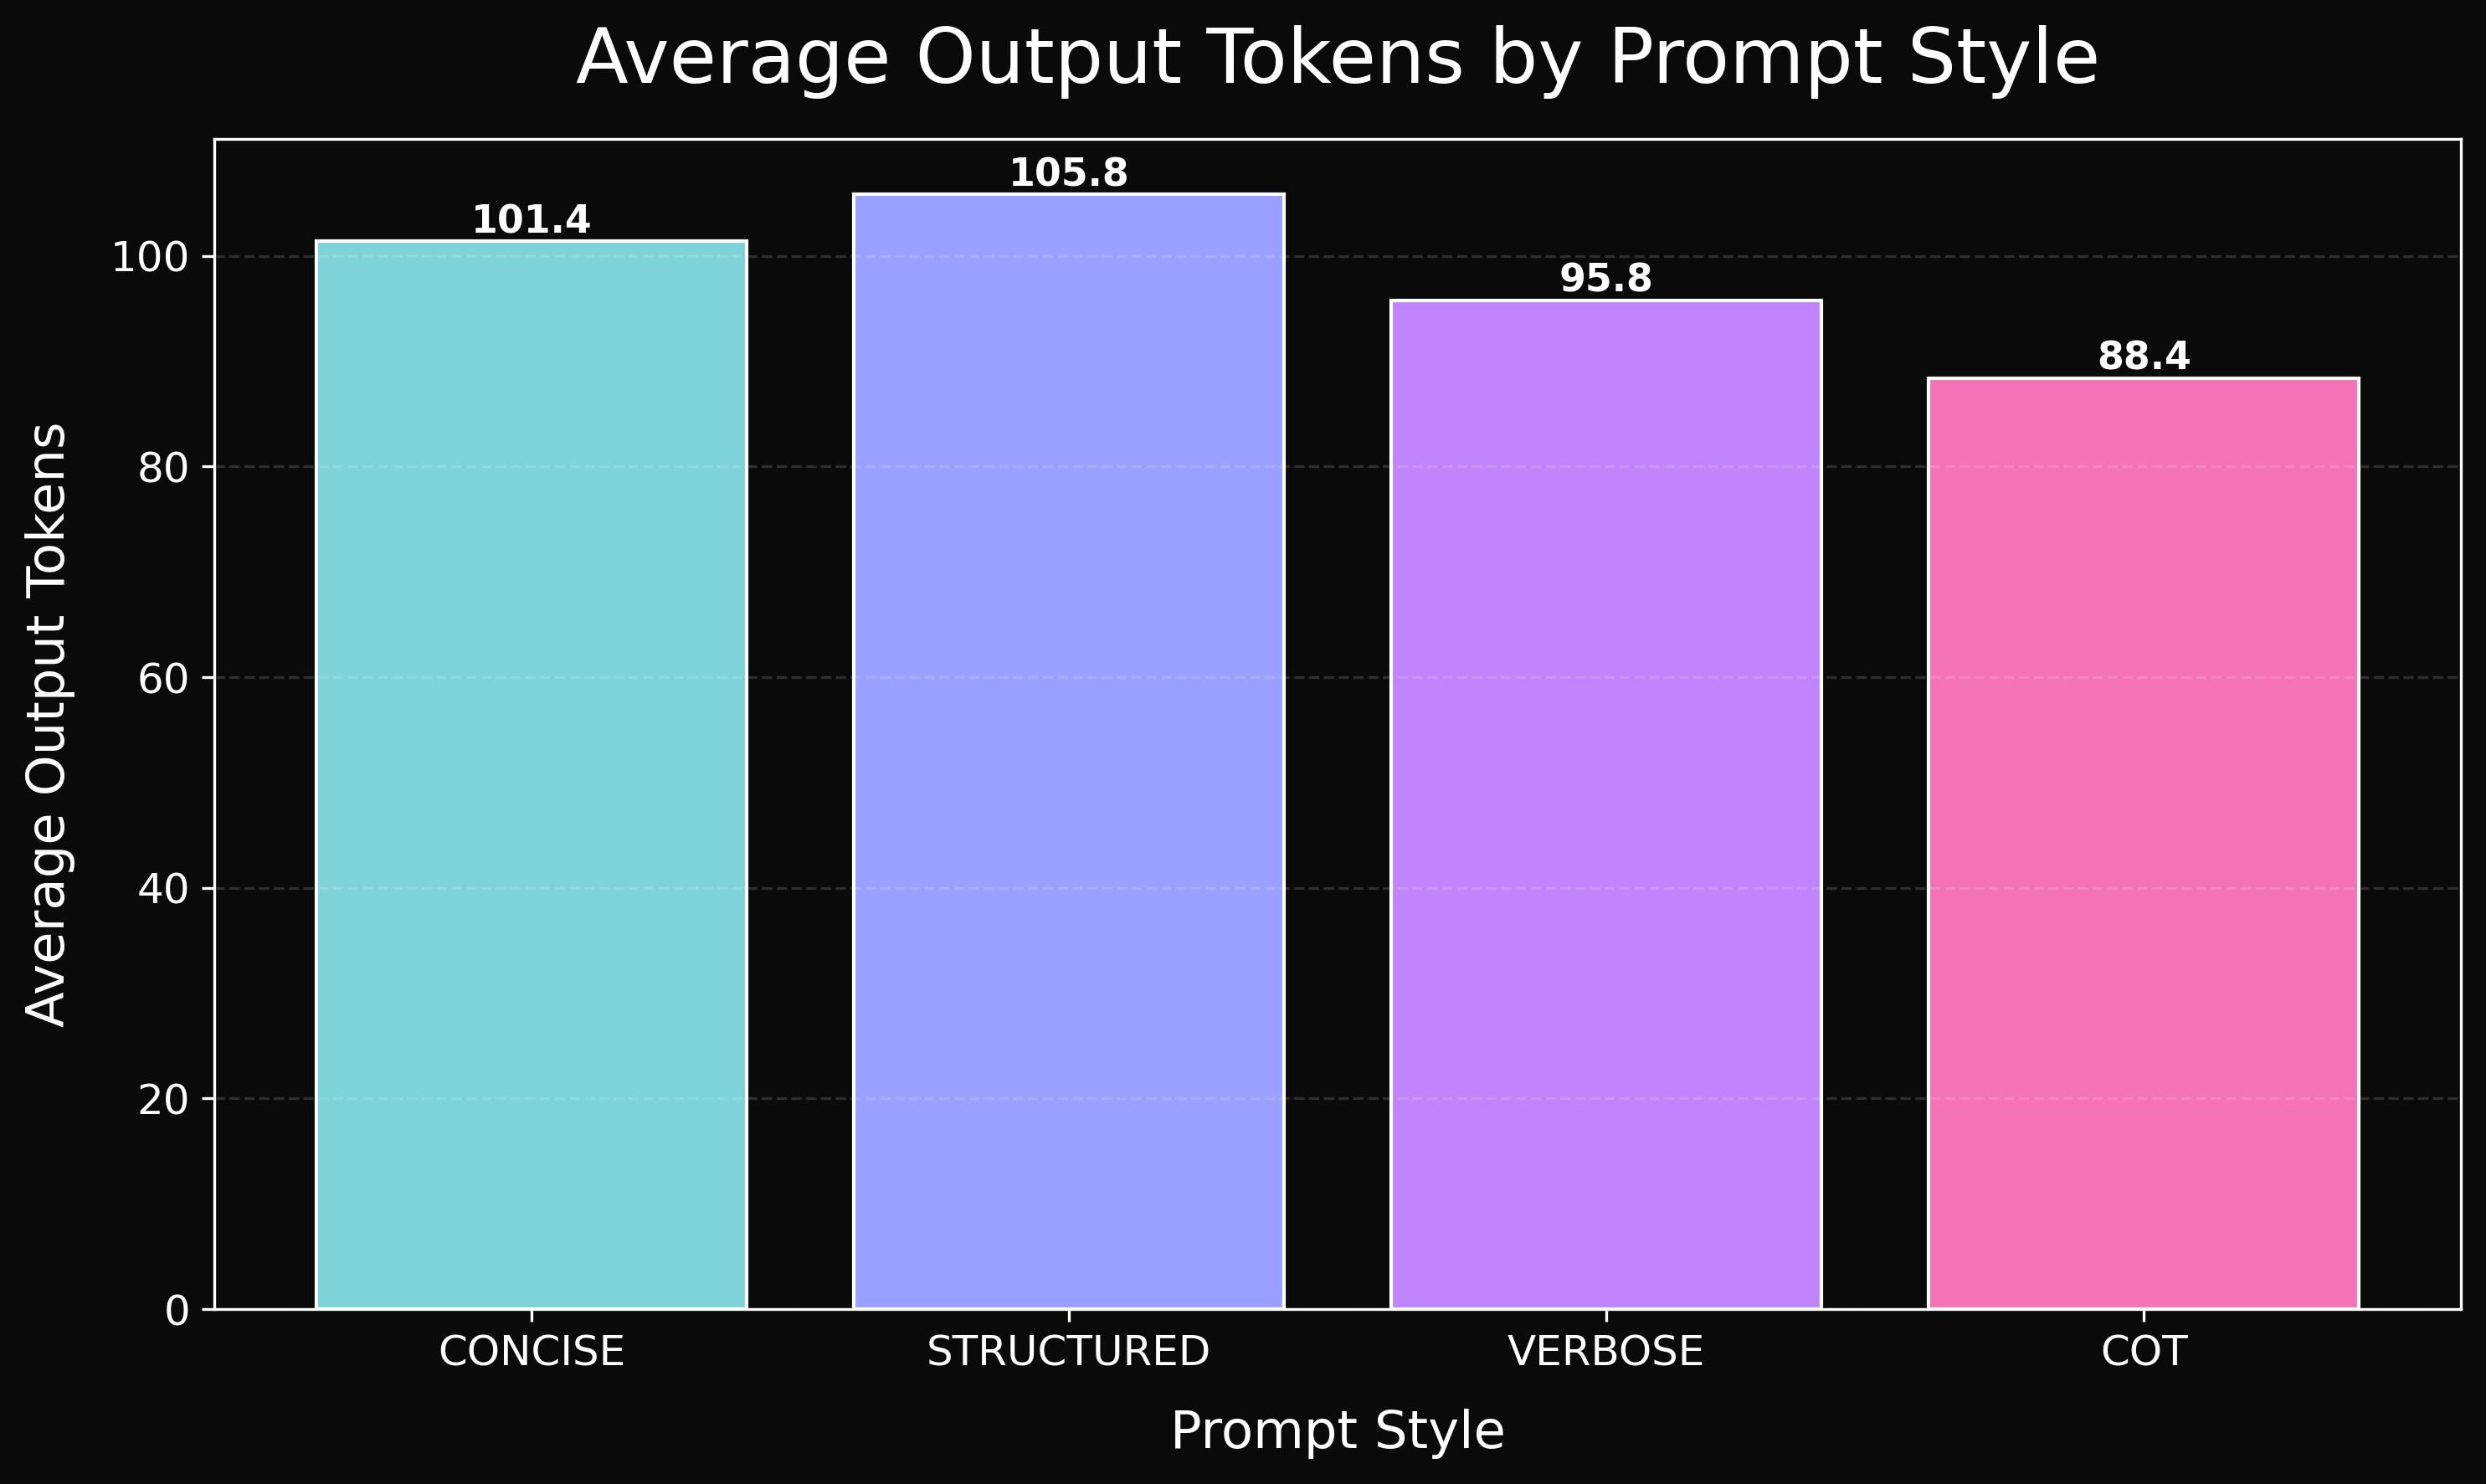 Average Output Tokens by Prompt Style
Average Output Tokens
100
80
60
40
20
0
101.4
105.8
95.8
88.4
CONCISE
STRUCTURED
VERBOSE
COT
Prompt Style